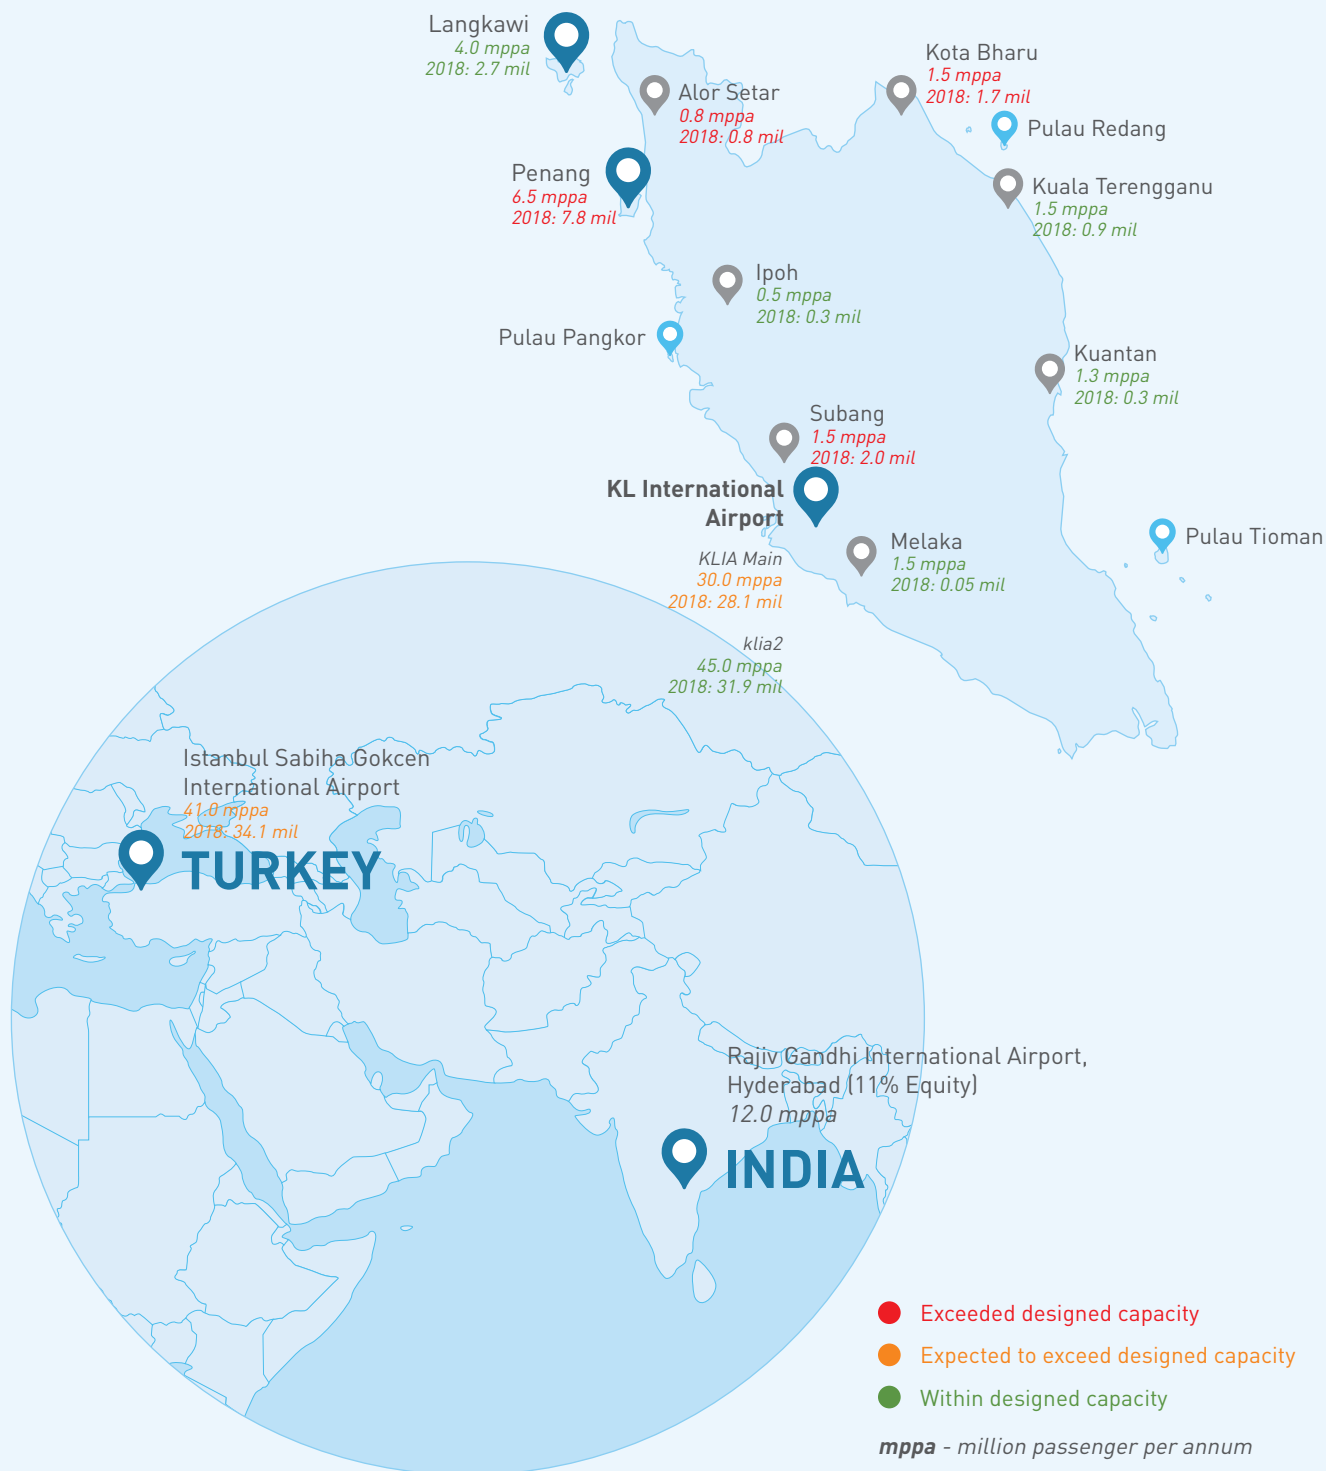 Langkawi
4.0 mppa
2018: 2.7 mil
Alor Setar
0.8 mppa
2018: 0.8 mil
Kota Bharu
1.5 mppa
2018: 1.7 mil
Pulau Redang
Penang
6.5 mppa
2018: 7.8 mil
Kuala Terengganu
1.5 mppa
2018: 0.9 mil
Ipoh
0.5 mppa
2018: 0.3 mil
Pulau Pangkor
Kuantan
1.3 mppa
2018: 0.3 mil
Subang
1.5 mppa
2018: 2.0 mil
KL International
Airport
KLIA Main
30.0 mppa
2018: 28.1 mil
klia2
45.0 mppa
2018: 31.9 mil
Melaka
1.5 mppa
2018: 0.05 mil
Pulau Tioman
Istanbul Sabiha Gokcen
International Airport
41.0 mppa
2018: 34.1 mil
TURKEY
Rajiv Gandhi International Airport,
Hyderabad (11% Equity)
12.0 mppa
INDIA
Exceeded designed capacity
Expected to exceed designed capacity
Within designed capacity
mppa - million passenger per annum